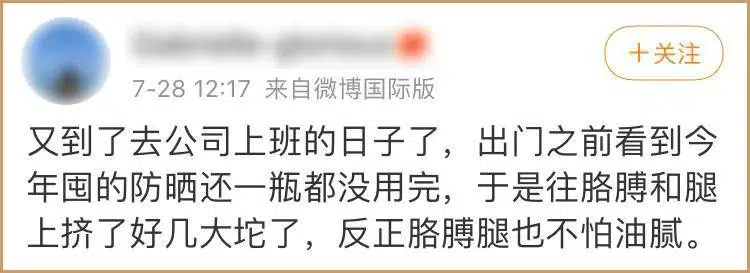 +关注
7-28 12:17 来自微博国际版
又到了去公司上班的日子了，出门之前看到今
年囤的防晒还一瓶都没用完，于是往胳膊和腿
上挤了好几大坨了，反正胳膊腿也不怕油腻。